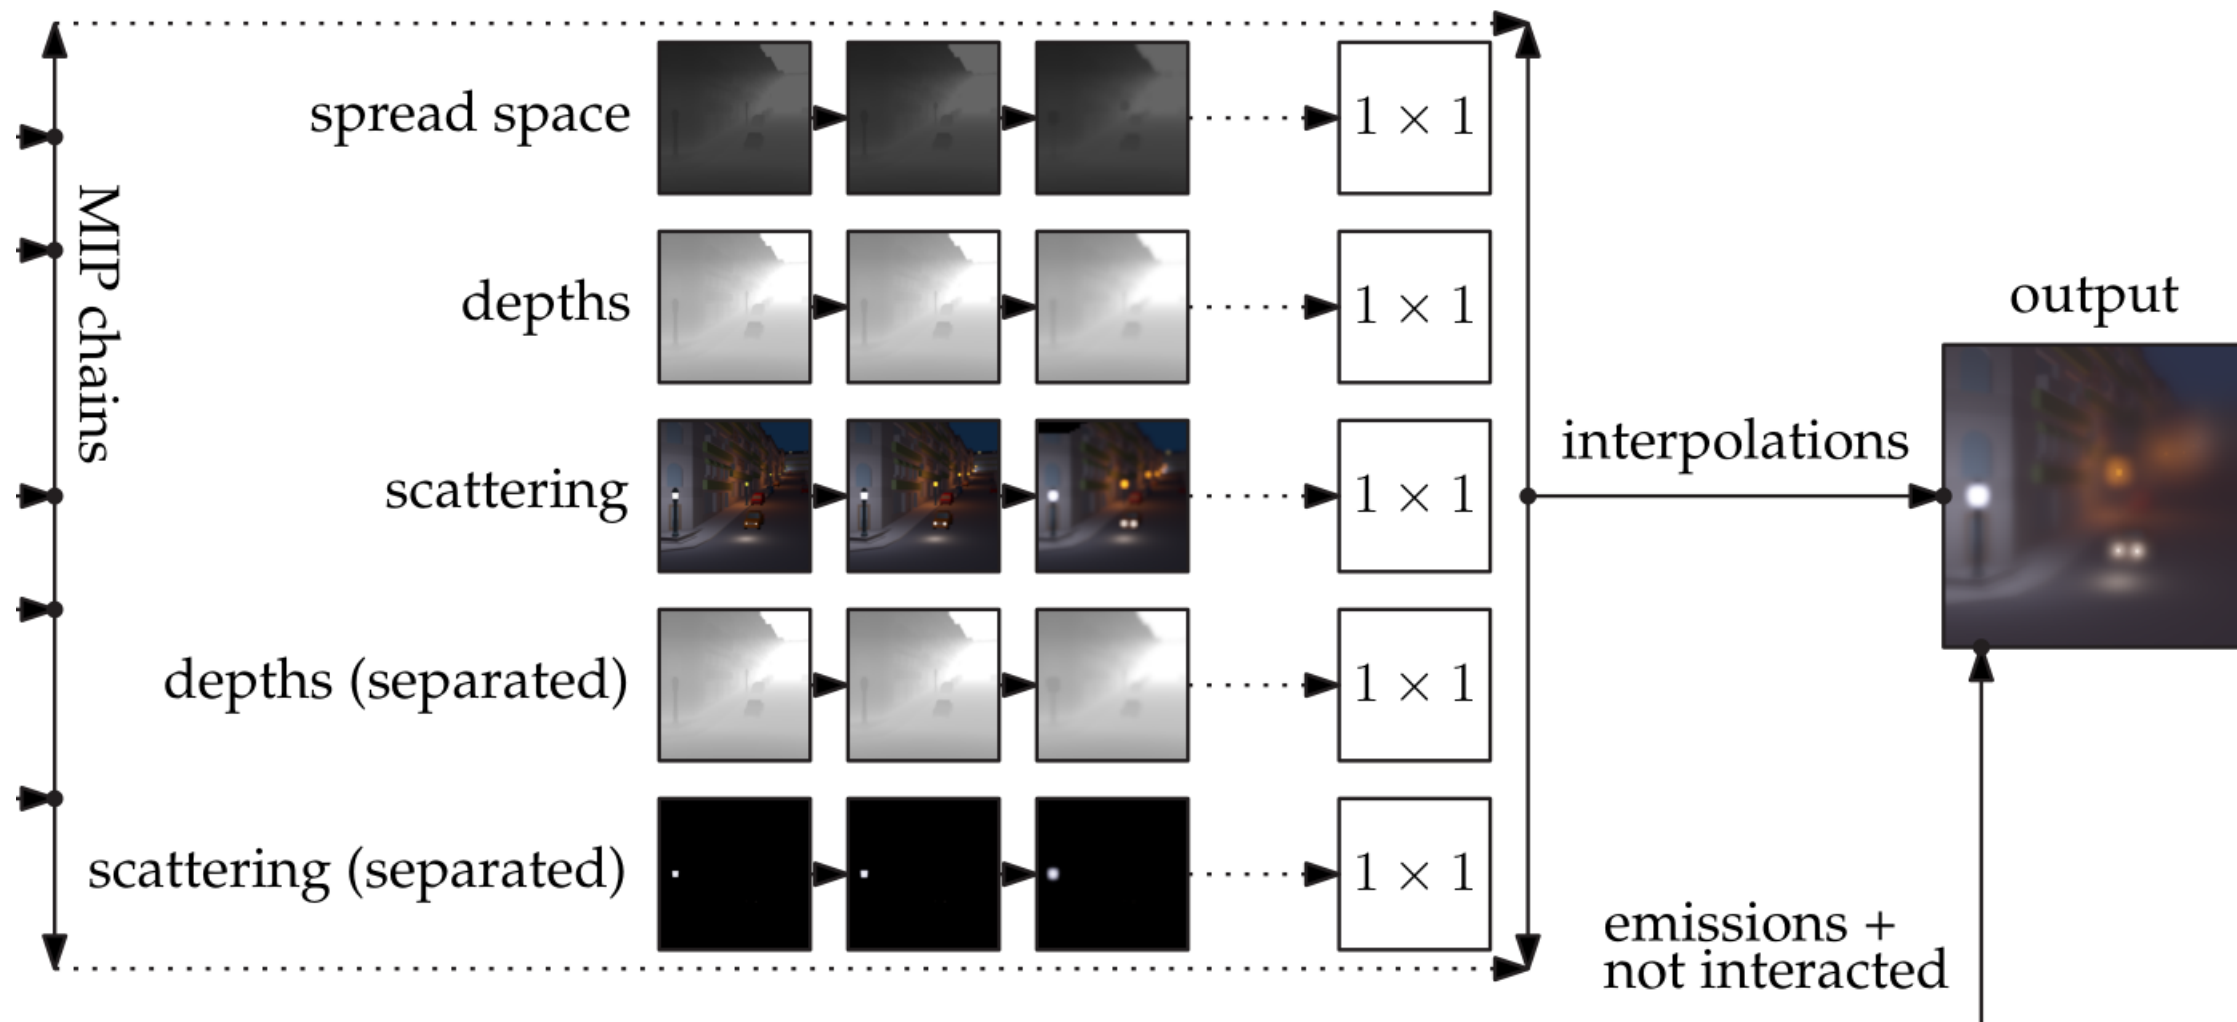 spread space
1 × 1
MIP chains
depths
1 × 1
output
scattering
1 × 1
interpolations
depths (separated)
1 × 1
scattering (separated)
1 × 1
emissions +
not interacted